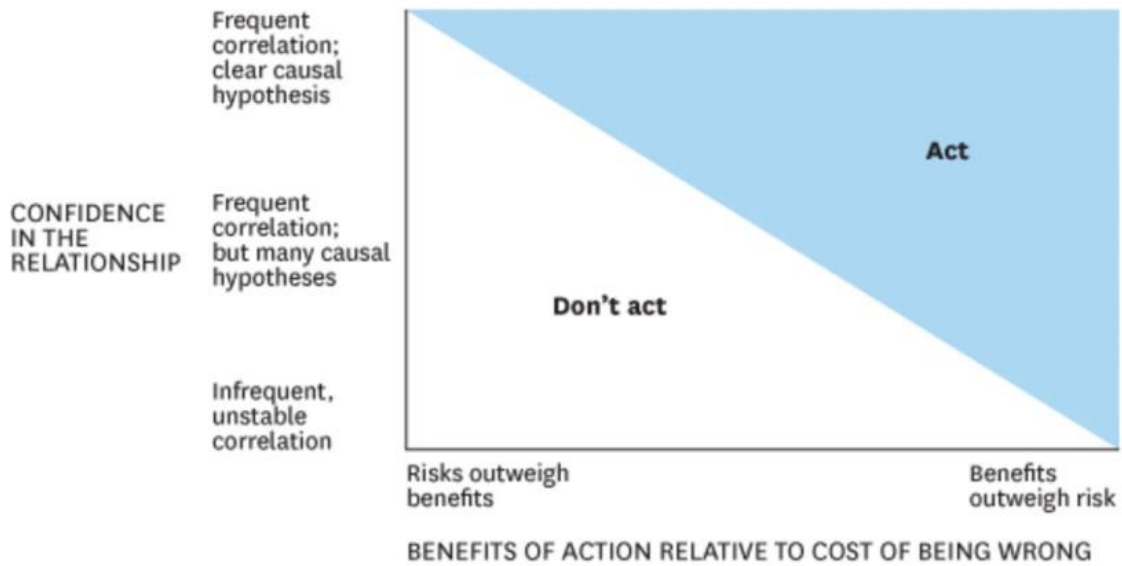 Frequent
correlation;
clear causal
hypothesis
Act
CONFIDENCE
IN THE
RELATIONSHIP
Frequent
correlation;
but many causal
hypotheses
Don't act
Infrequent,
unstable
correlation
Risks outweigh
benefits
Benefits
outweigh risk
BENEFITS OF ACTION RELATIVE TO COST OF BEING WRONG